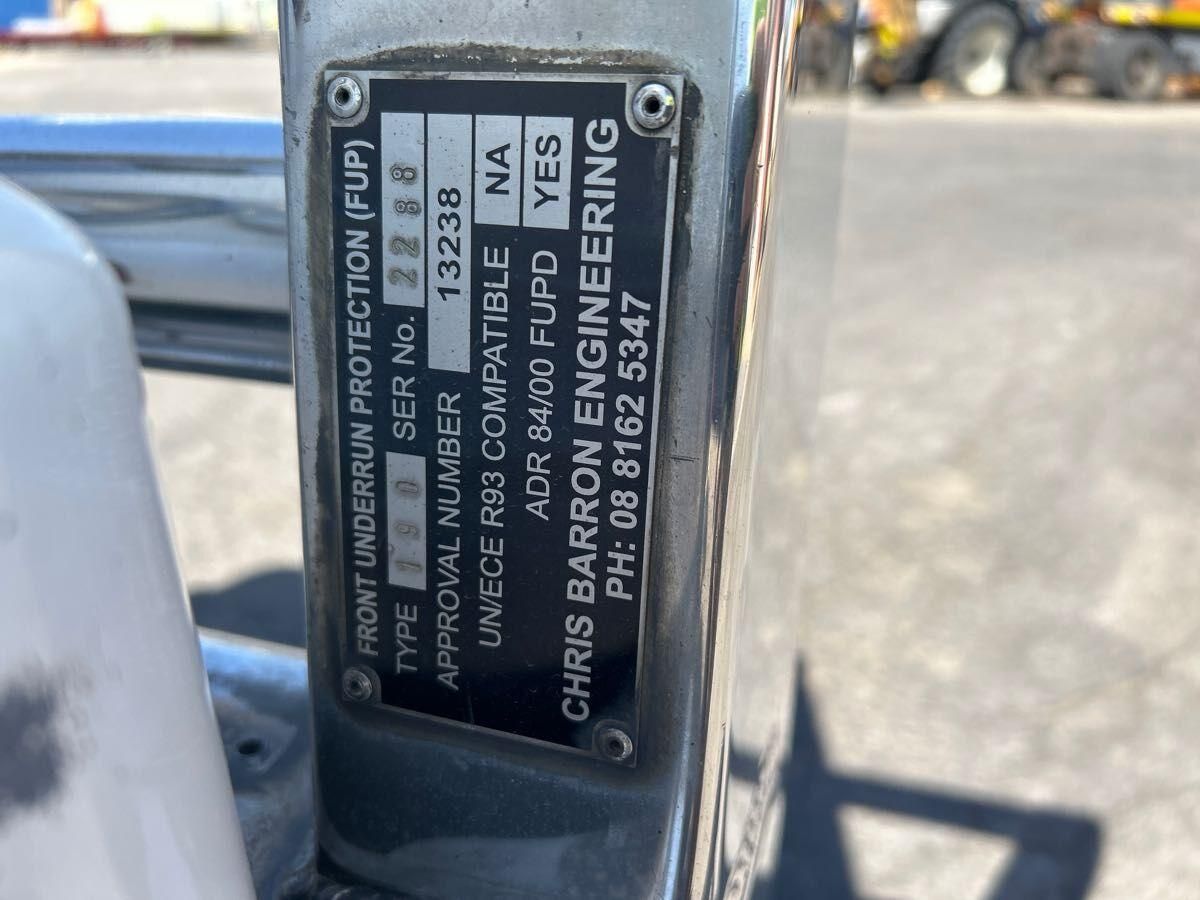 FRONT UNDERRUN PROTECTION (FUP)
TYPE 190 SER No. 2288
APPROVAL NUMBER 13238
UN/ECE R93 COMPATIBLE NA
ADR 84/00 FUPD YES
CHRIS BARRON ENGINEERING
PH: 08 8162 5347